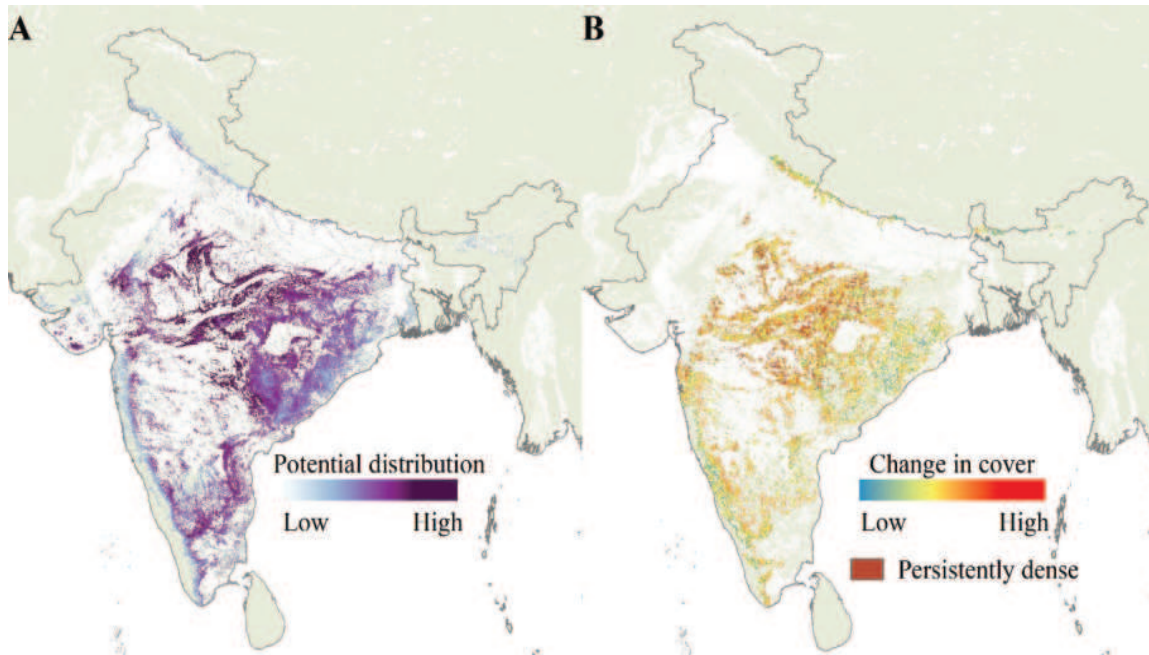 A
B
Potential distribution
Low High
Change in cover
Low High
Persistently dense